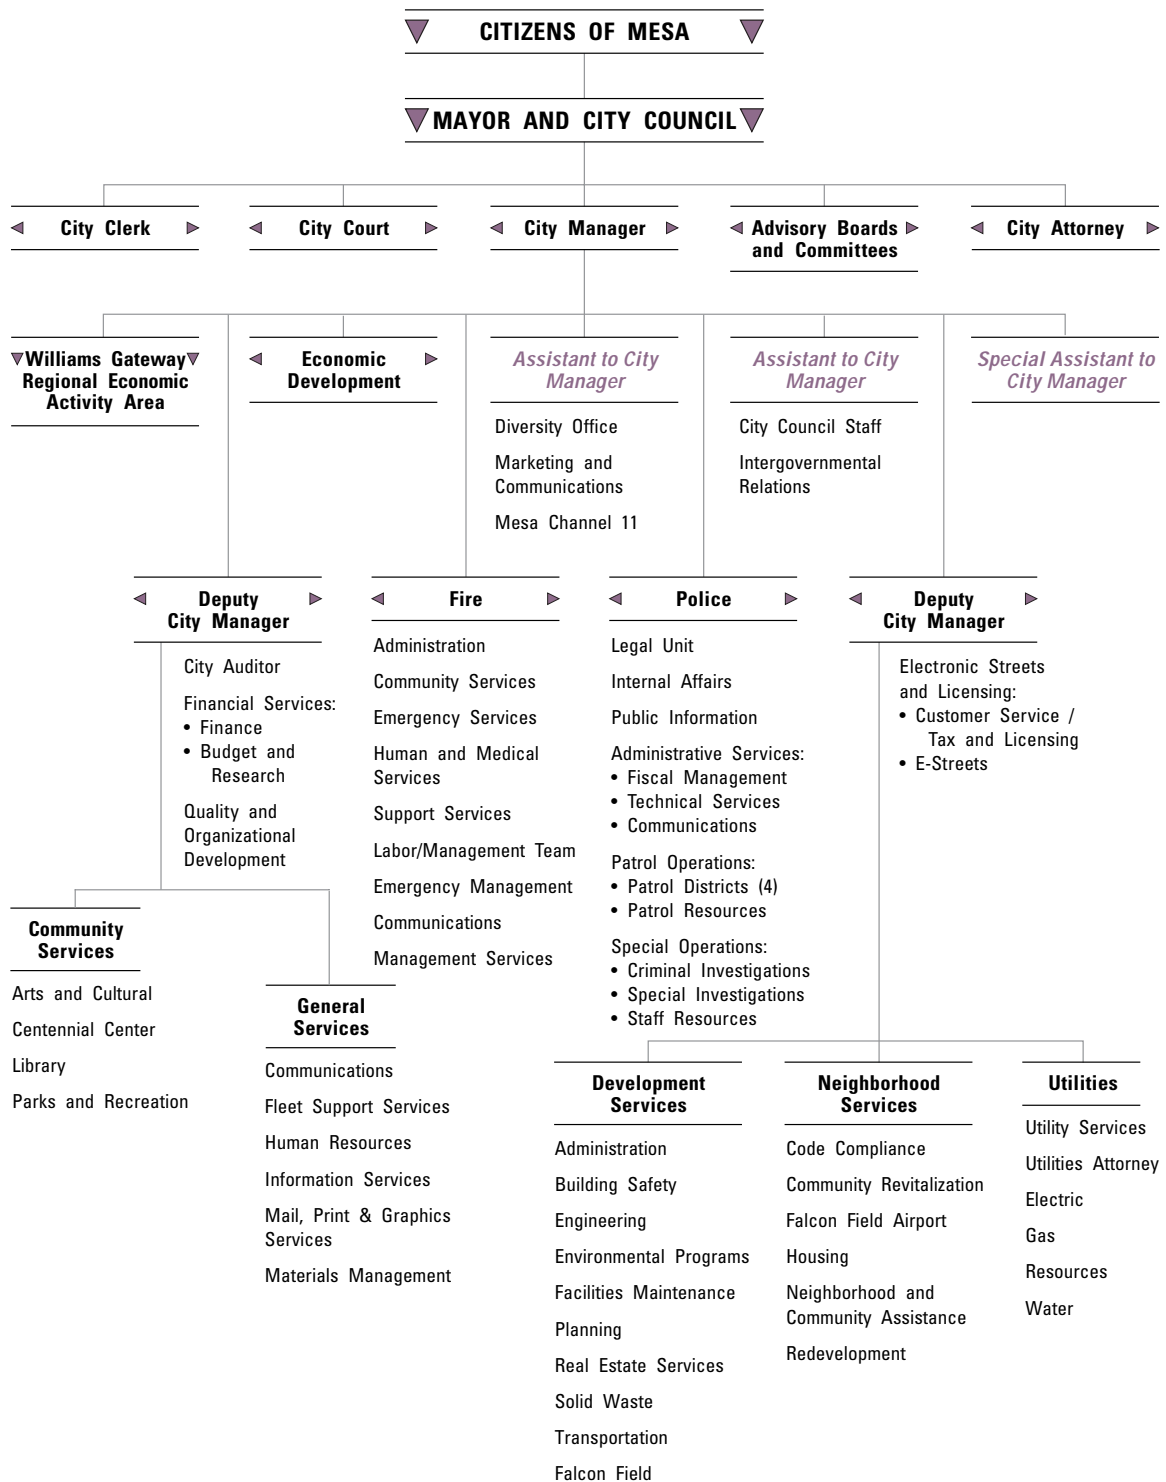 CITIZENS OF MESA
MAYOR AND CITY COUNCIL
City Clerk
City Court
City Manager
Advisory Boards
and Committees
City Attorney
Williams Gateway
Regional Economic
Activity Area
Economic
Development
Assistant to City
Manager
Diversity Office
Marketing and
Communications
Mesa Channel 11
Assistant to City
Manager
City Council Staff
Intergovernmental
Relations
Special Assistant to
City Manager
Deputy
City Manager
City Auditor
Financial Services:
• Finance
• Budget and
Research
Quality and
Organizational
Development
Fire
Administration
Community Services
Emergency Services
Human and Medical
Services
Support Services
Labor/Management Team
Emergency Management
Communications
Management Services
Police
Legal Unit
Internal Affairs
Public Information
Administrative Services:
• Fiscal Management
• Technical Services
• Communications
Patrol Operations:
• Patrol Districts (4)
• Patrol Resources
Special Operations:
• Criminal Investigations
• Special Investigations
• Staff Resources
Deputy
City Manager
Electronic Streets
and Licensing:
• Customer Service /
Tax and Licensing
• E-Streets
Community
Services
Arts and Cultural
Centennial Center
Library
Parks and Recreation
General
Services
Communications
Fleet Support Services
Human Resources
Information Services
Mail, Print & Graphics
Services
Materials Management
Development
Services
Administration
Building Safety
Engineering
Environmental Programs
Facilities Maintenance
Planning
Real Estate Services
Solid Waste
Transportation
Falcon Field
Neighborhood
Services
Code Compliance
Community Revitalization
Falcon Field Airport
Housing
Neighborhood and
Community Assistance
Redevelopment
Utilities
Utility Services
Utilities Attorney
Electric
Gas
Resources
Water